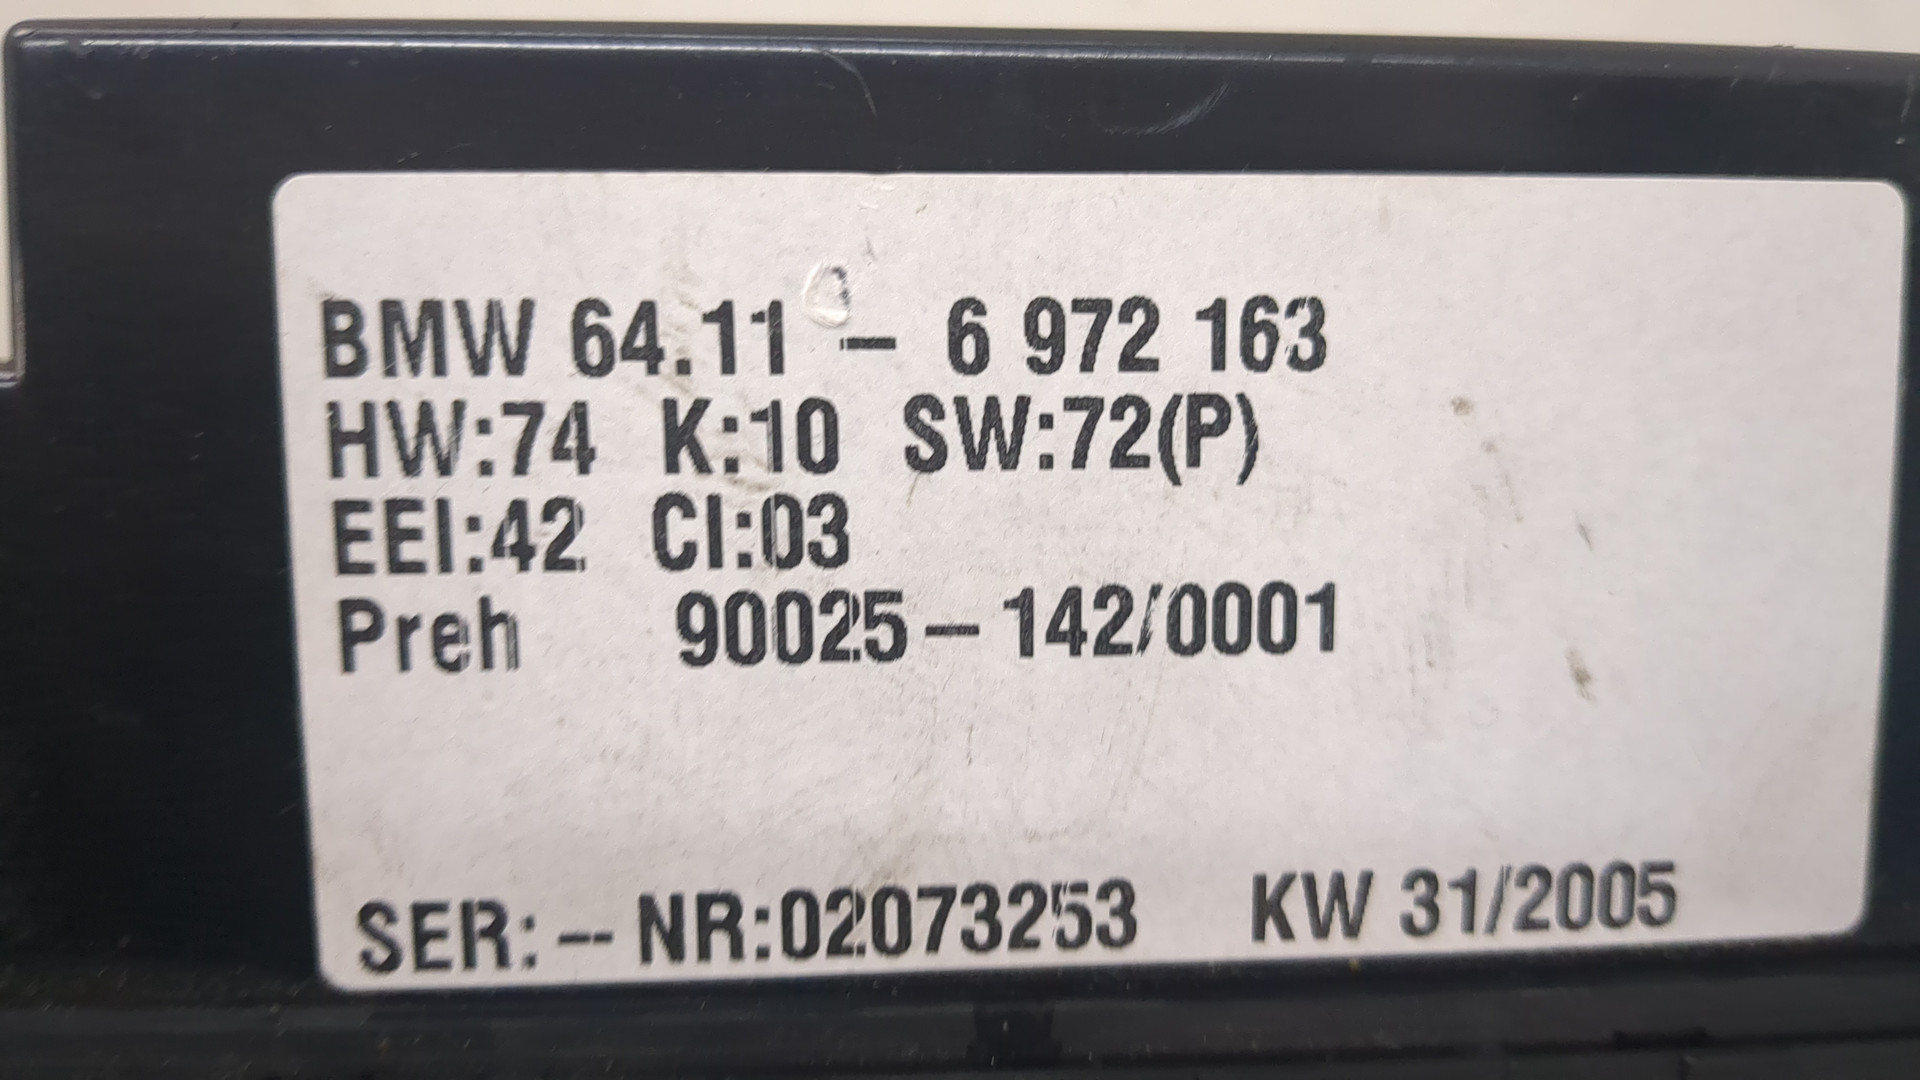 BMW 64.11 - 6 972 163
HW:74 K:10 SW:72(P)
EEI:42 CI:03
Preh 90025-142/0001
SER:--NR:02073253 KW 31/2005